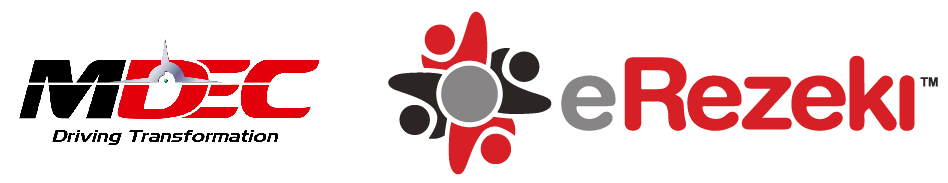 MDEC
Driving Transformation
eRezeki™